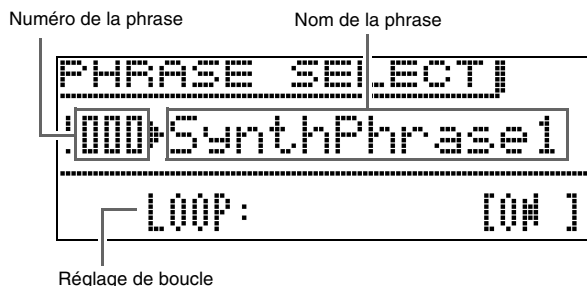 Numéro de la phrase
Nom de la phrase
PHRASE SELECT
000 SynthPhrase1
LOOP: [On ]
Réglage de boucle